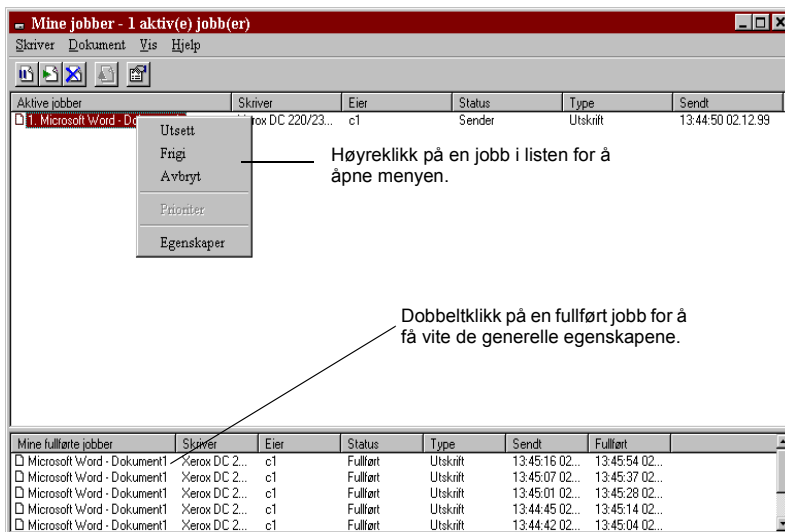 Mine jobber - 1 aktiv(e) jobb(er)
Skriver Dokument Vis Hjelp
Aktive jobber Skriver Eier Status Type Sendt
1. Microsoft Word - Do rox DC 220/23... c1 Sender Utskrift 13:44:50 02.12.99
Utsett
Frigi
Avbryt
Prioriter
Egenskaper
Høyreklikk på en jobb i listen for å
åpne menyen.
Dobbeltklikk på en fullført jobb for å
få vite de generelle egenskapene.
Mine fullførte jobber Skriver Eier Status Type Sendt Fullført
Microsoft Word - Dokument1 Xerox DC 2... c1 Fullført Utskrift 13:45:16 02... 13:45:54 02...
Microsoft Word - Dokument1 Xerox DC 2... c1 Fullført Utskrift 13:45:07 02... 13:45:37 02...
Microsoft Word - Dokument1 Xerox DC 2... c1 Fullført Utskrift 13:45:01 02... 13:45:28 02...
Microsoft Word - Dokument1 Xerox DC 2... c1 Fullført Utskrift 13:44:45 02... 13:45:14 02...
Microsoft Word - Dokument1 Xerox DC 2... c1 Fullført Utskrift 13:44:42 02... 13:45:04 02...